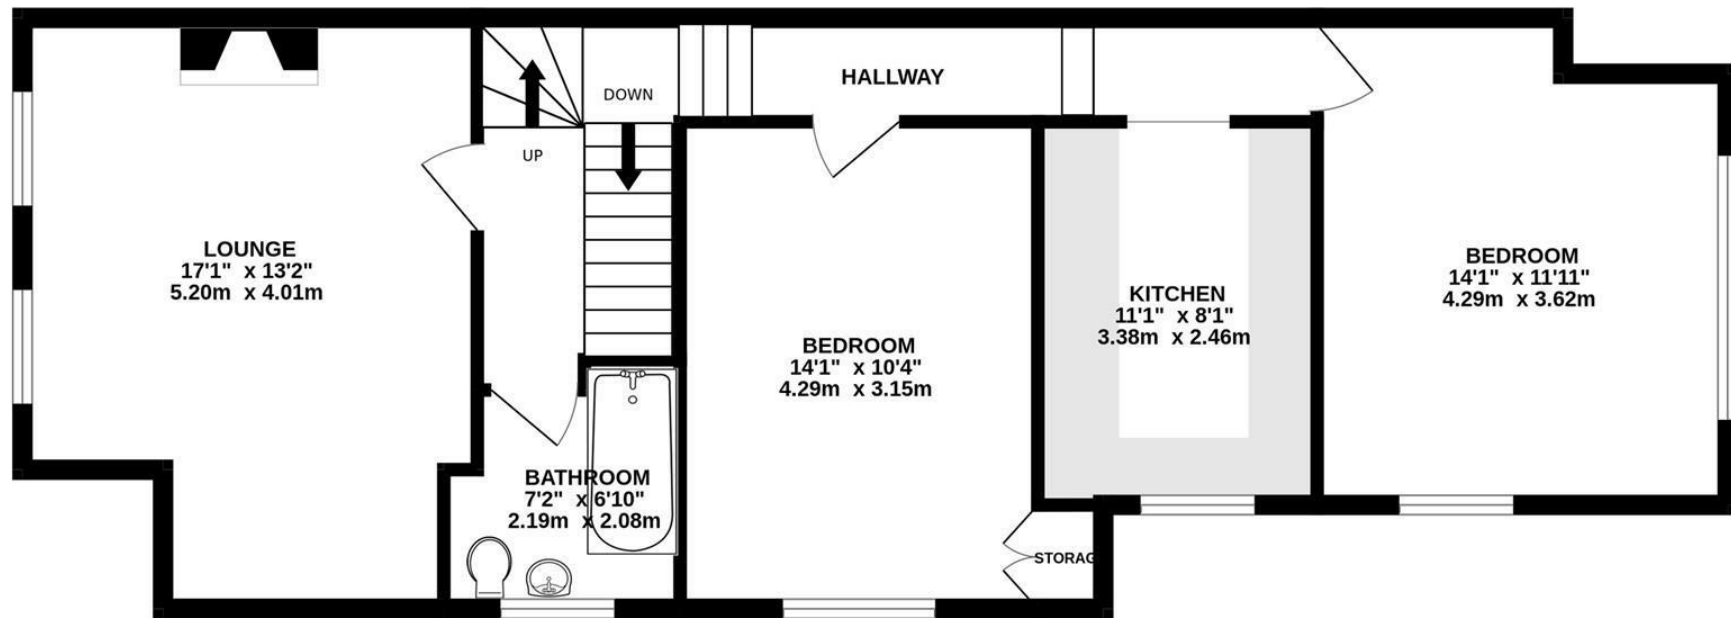 HALLWAY
DOWN
UP
LOUNGE
17'1" x 13'2"
5.20m x 4.01m
BEDROOM
14'1" x 11'11"
4.29m x 3.62m
KITCHEN
11'1" x 8'1"
3.38m x 2.46m
BEDROOM
14'1" x 10'4"
4.29m x 3.15m
BATHROOM
7'2" x 6'10"
2.19m x 2.08m
STORAG